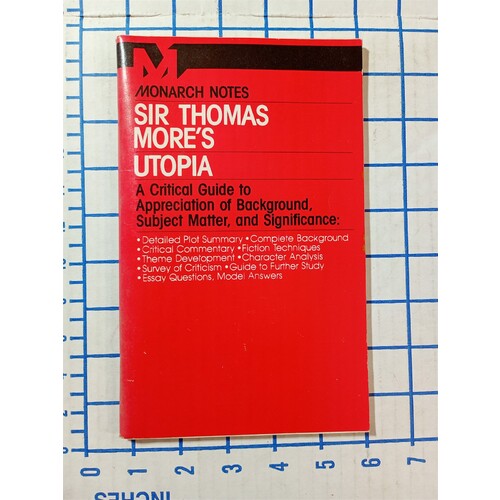 M
MONARCH NOTES
SIR THOMAS
MORE'S
UTOPIA
A Critical Guide to
Appreciation of Background,
Subject Matter, and Significance:
• Detailed Plot Summary • Complete Background
• Critical Commentary • Fiction Techniques
• Theme Development • Character Analysis
• Survey of Criticism • Guide to Further Study
• Essay Questions, Model Answers
0 1 2 3 4 5 6 7
INCHES